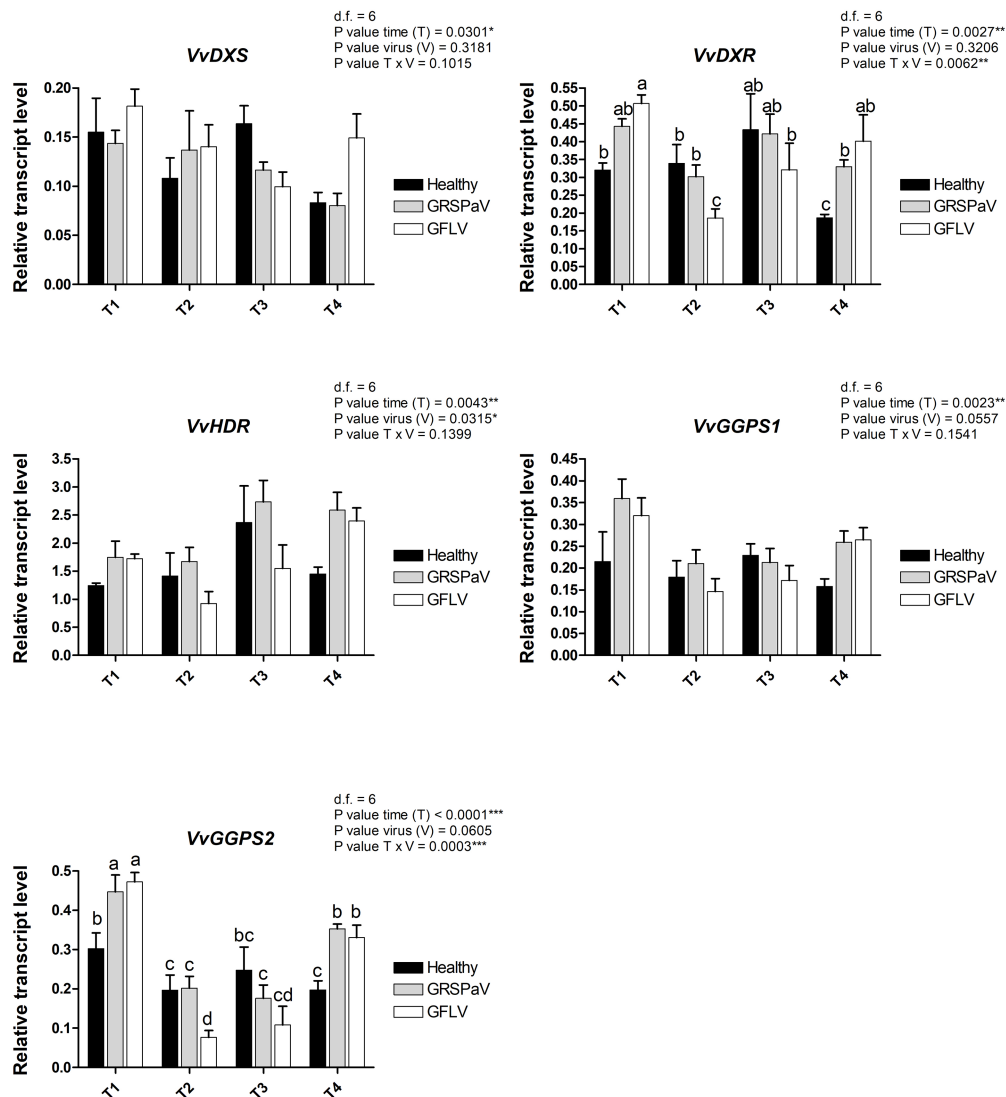 VvDXS
d.f. = 6
P value time (T) = 0.0301*
P value virus (V) = 0.3181
P value T x V = 0.1015
Relative transcript level
0.20
0.15
0.10
0.05
0.00
T1
T2
T3
T4
Healthy
GRSPaV
GFLV
VvDXR
d.f. = 6
P value time (T) = 0.0027**
P value virus (V) = 0.3206
P value T x V = 0.0062**
Relative transcript level
0.55
0.50
0.45
0.40
0.35
0.30
0.25
0.20
0.15
0.10
0.05
0.00
b ab a
b b c
ab ab b
c b ab
T1
T2
T3
T4
Healthy
GRSPaV
GFLV
VvHDR
d.f. = 6
P value time (T) = 0.0043**
P value virus (V) = 0.0315*
P value T x V = 0.1399
Relative transcript level
3.5
3.0
2.5
2.0
1.5
1.0
0.5
0.0
T1
T2
T3
T4
Healthy
GRSPaV
GFLV
VvGGPS1
d.f. = 6
P value time (T) = 0.0023**
P value virus (V) = 0.0557
P value T x V = 0.1541
Relative transcript level
0.45
0.40
0.35
0.30
0.25
0.20
0.15
0.10
0.05
0.00
T1
T2
T3
T4
Healthy
GRSPaV
GFLV
VvGGPS2
d.f. = 6
P value time (T) < 0.0001***
P value virus (V) = 0.0605
P value T x V = 0.0003***
Relative transcript level
0.5
0.4
0.3
0.2
0.1
0.0
b a a
c c d
bc c cd
c b b
T1
T2
T3
T4
Healthy
GRSPaV
GFLV